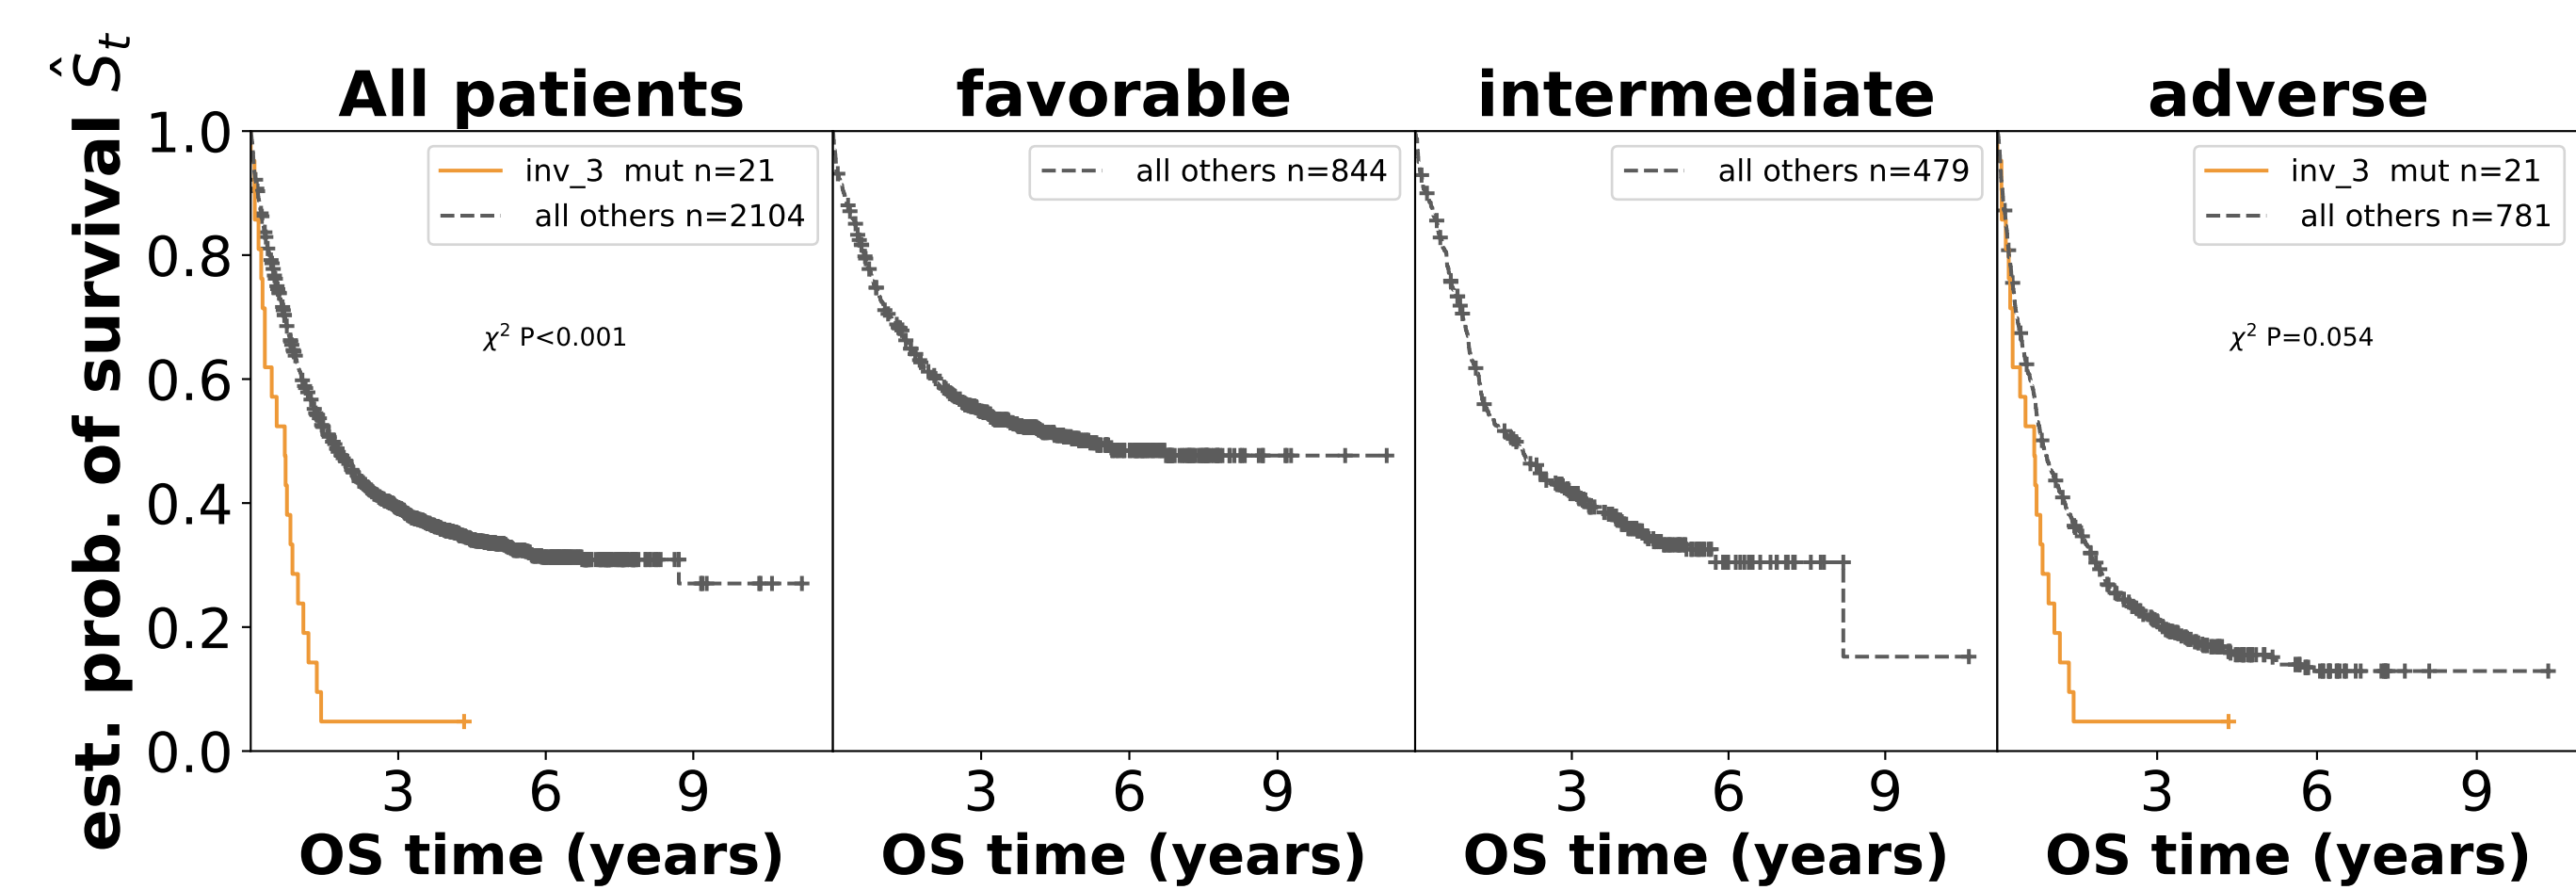 est. prob. of survival Ŝt
All patients
favorable
intermediate
adverse
1.0
0.8
0.6
0.4
0.2
0.0
inv_3 mut n=21
all others n=2104
χ² P<0.001
3 6 9
OS time (years)
all others n=844
3 6 9
OS time (years)
all others n=479
3 6 9
OS time (years)
inv_3 mut n=21
all others n=781
χ² P=0.054
3 6 9
OS time (years)